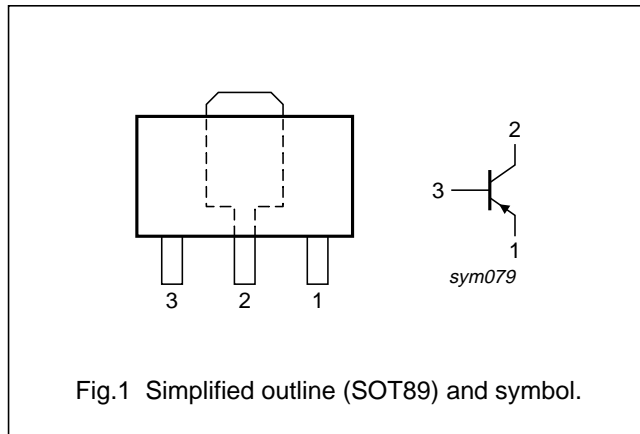 2
3
1
sym079
3 2 1
Fig.1 Simplified outline (SOT89) and symbol.